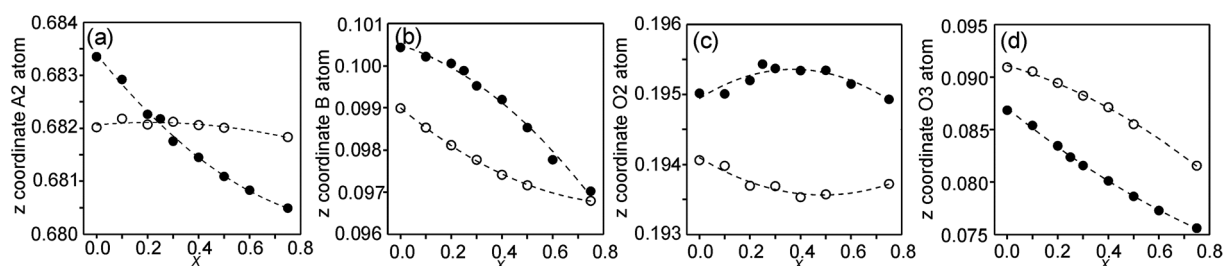 (a)
z coordinate A2 atom
0.684
0.683
0.682
0.681
0.680
0.0 0.2 0.4 0.6 0.8
x
(b)
z coordinate B atom
0.101
0.100
0.099
0.098
0.097
0.096
0.0 0.2 0.4 0.6 0.8
x
(c)
z coordinate O2 atom
0.196
0.195
0.194
0.193
0.0 0.2 0.4 0.6 0.8
x
(d)
z coordinate O3 atom
0.095
0.090
0.085
0.080
0.075
0.0 0.2 0.4 0.6 0.8
x